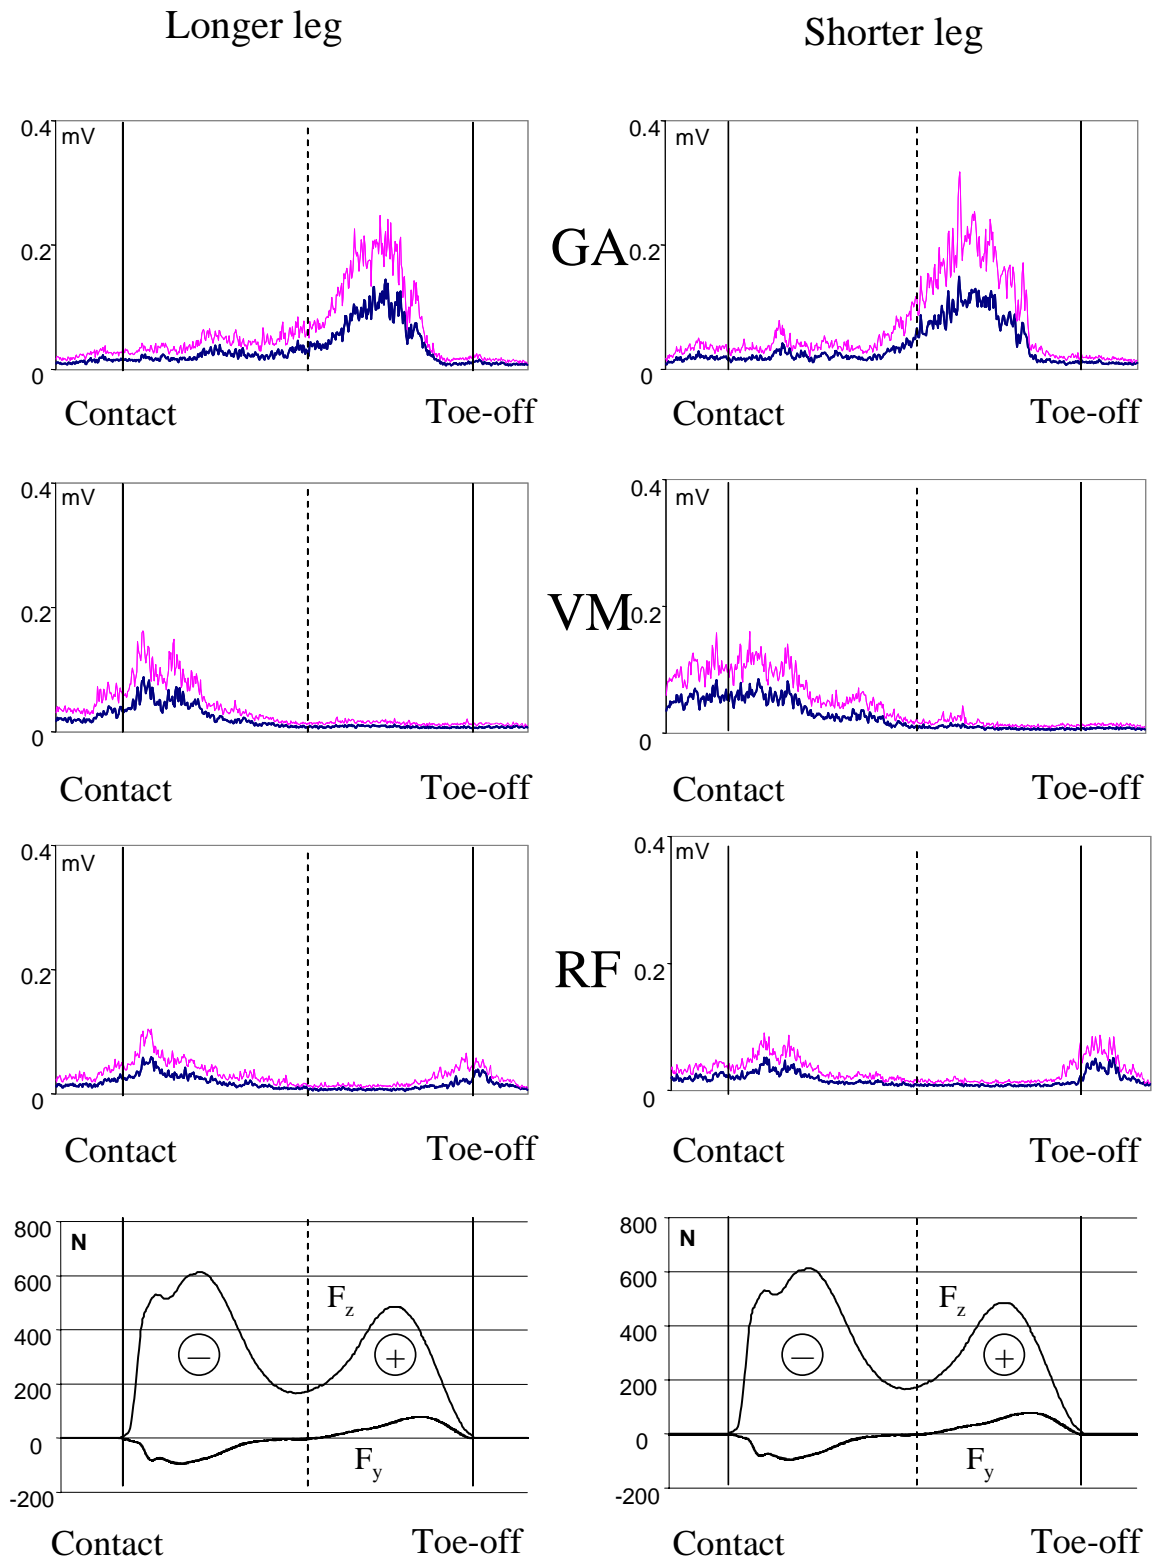 Longer leg
Shorter leg
0.4
mV
0.2
0
Contact
Toe-off
GA
0.4
mV
0.2
0
Contact
Toe-off
0.4
mV
0.2
0
Contact
Toe-off
VM
0.4
mV
0.2
0
Contact
Toe-off
0.4
mV
0.2
0
Contact
Toe-off
RF
0.4
mV
0.2
0
Contact
Toe-off
800
N
600
400
200
0
-200
Fz
− +
Fy
Contact
Toe-off
800
N
600
400
200
0
-200
Fz
− +
Fy
Contact
Toe-off